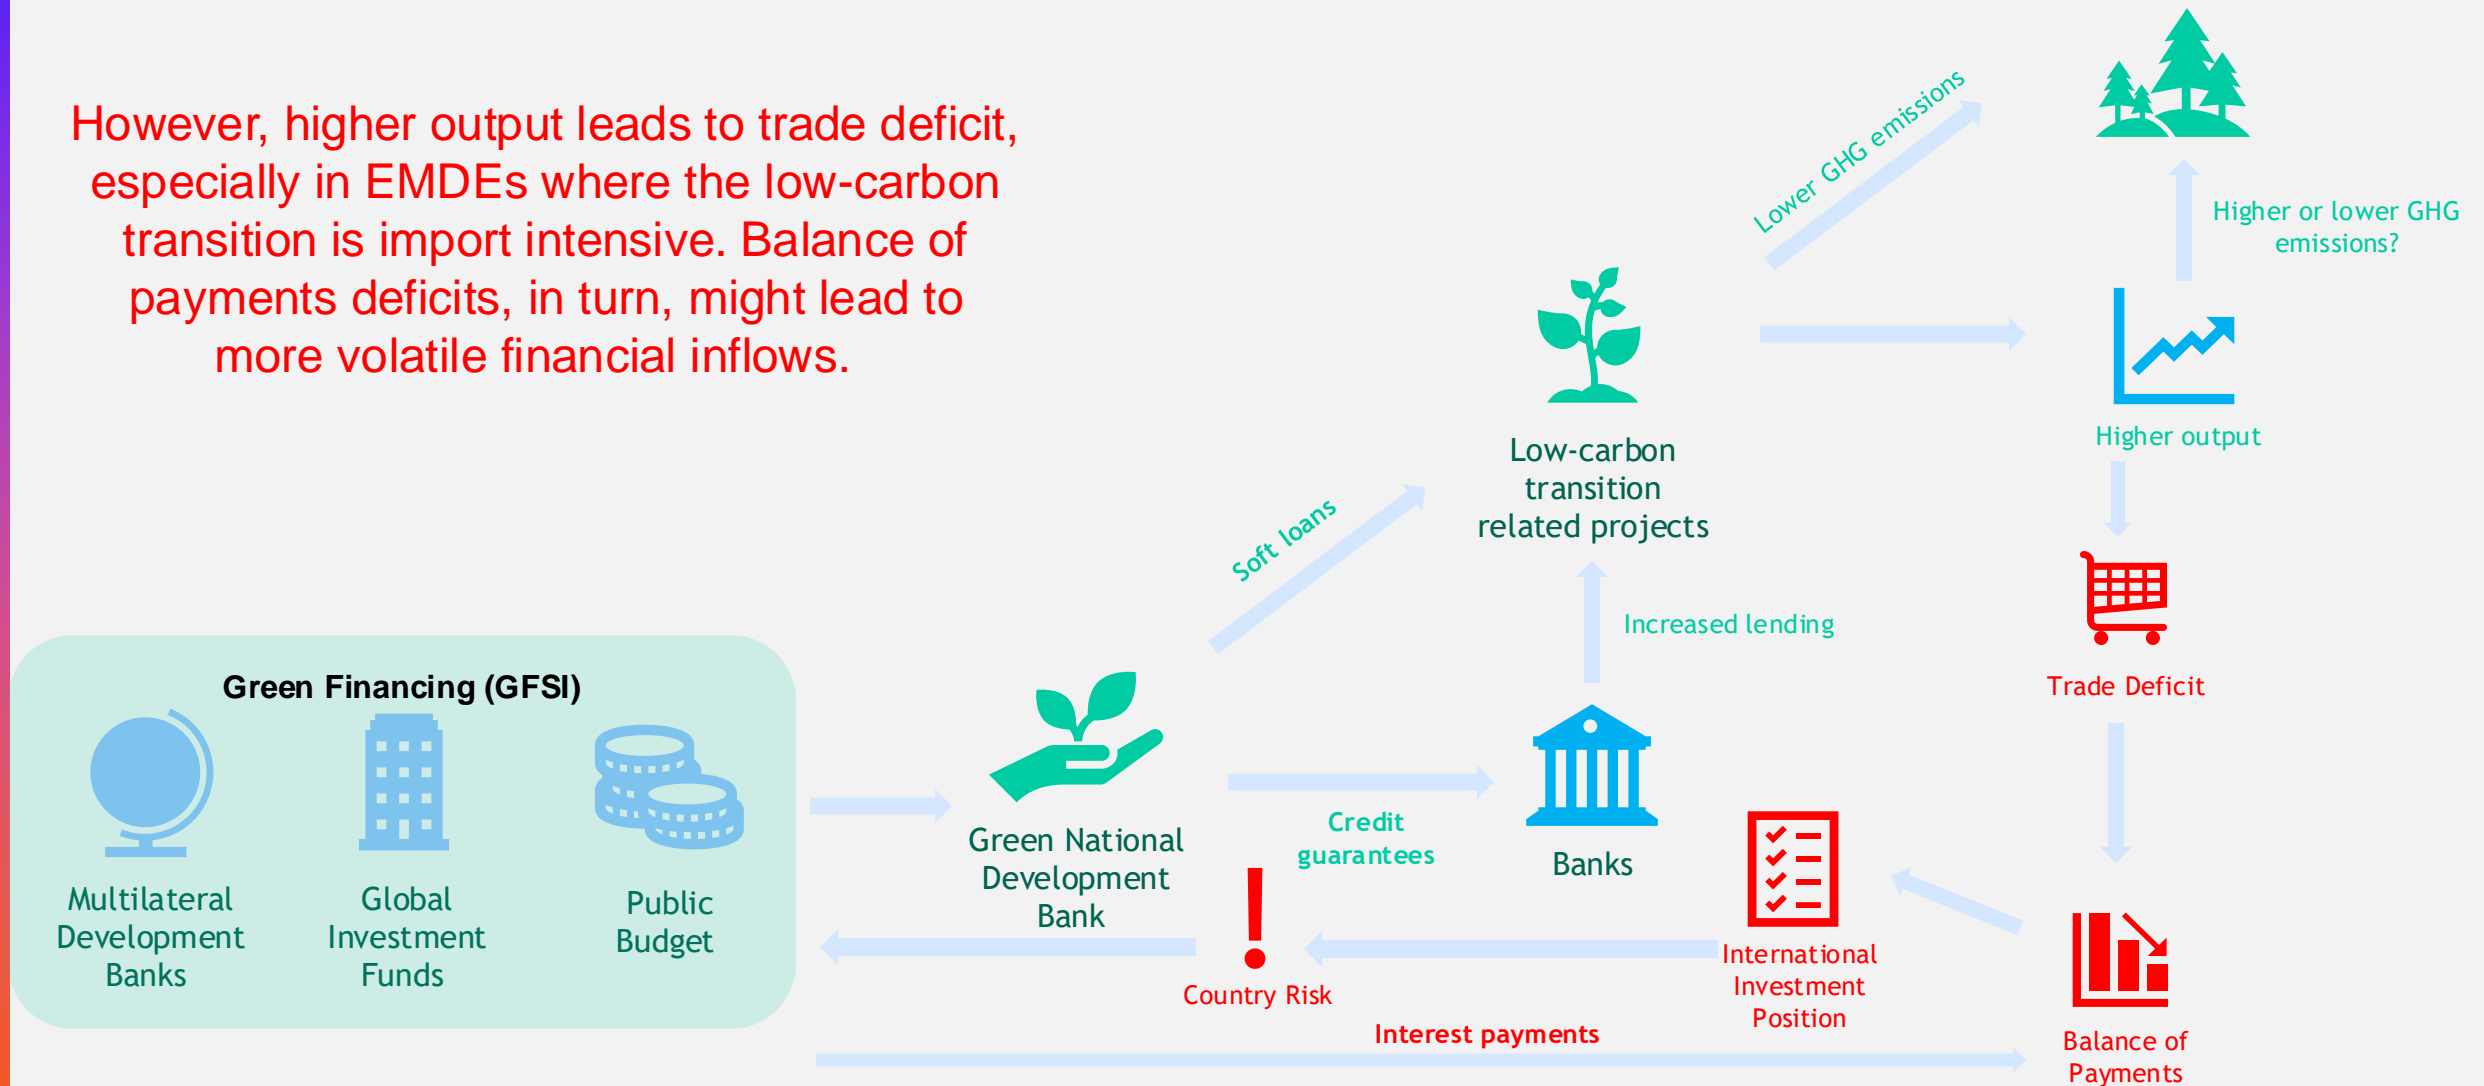 However, higher output leads to trade deficit,
especially in EMDEs where the low-carbon
transition is import intensive. Balance of
payments deficits, in turn, might lead to
more volatile financial inflows.
Lower GHG emissions
Higher or lower GHG
emissions?
Higher output
Low-carbon
transition
related projects
Soft loans
Increased lending
Trade Deficit
Green Financing (GFSI)
Multilateral
Development
Banks
Global
Investment
Funds
Public
Budget
Green National
Development
Bank
Credit
guarantees
Banks
Country Risk
International
Investment
Position
Interest payments
Balance of
Payments